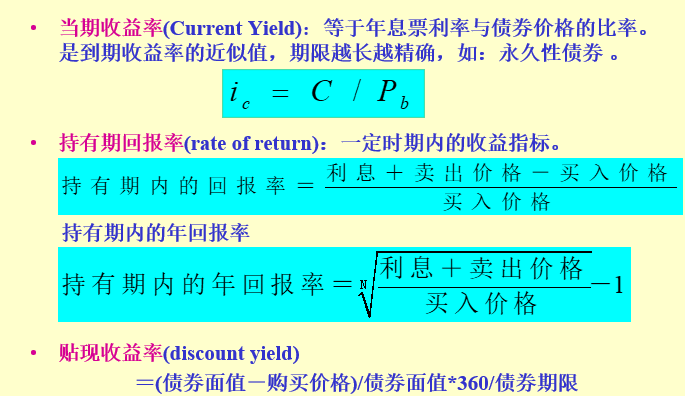 • 当期收益率(Current Yield)：等于年息票利率与债券价格的比率。
是到期收益率的近似值，期限越长越精确，如：永久性债券 。
i_c = C / P_b
• 持有期回报率(rate of return)：一定时期内的收益指标。
持有期内的回报率＝(利息＋卖出价格－买入价格)/买入价格
持有期内的年回报率
持有期内的年回报率＝ᴺ√((利息＋卖出价格)/买入价格)－1
• 贴现收益率(discount yield)
＝(债券面值－购买价格)/债券面值*360/债券期限